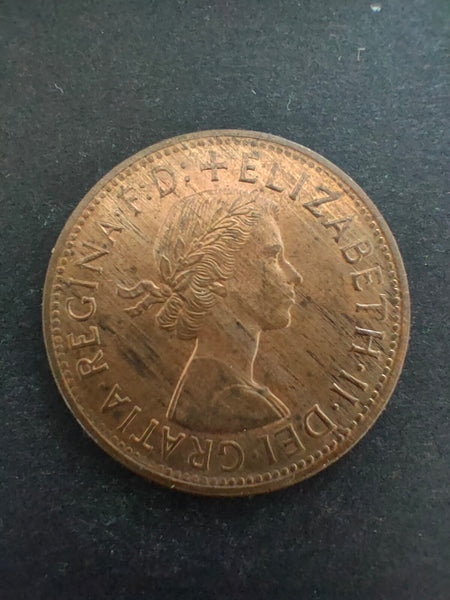 + ELIZABETH · II · DEI · GRATIA · REGINA · F: D: